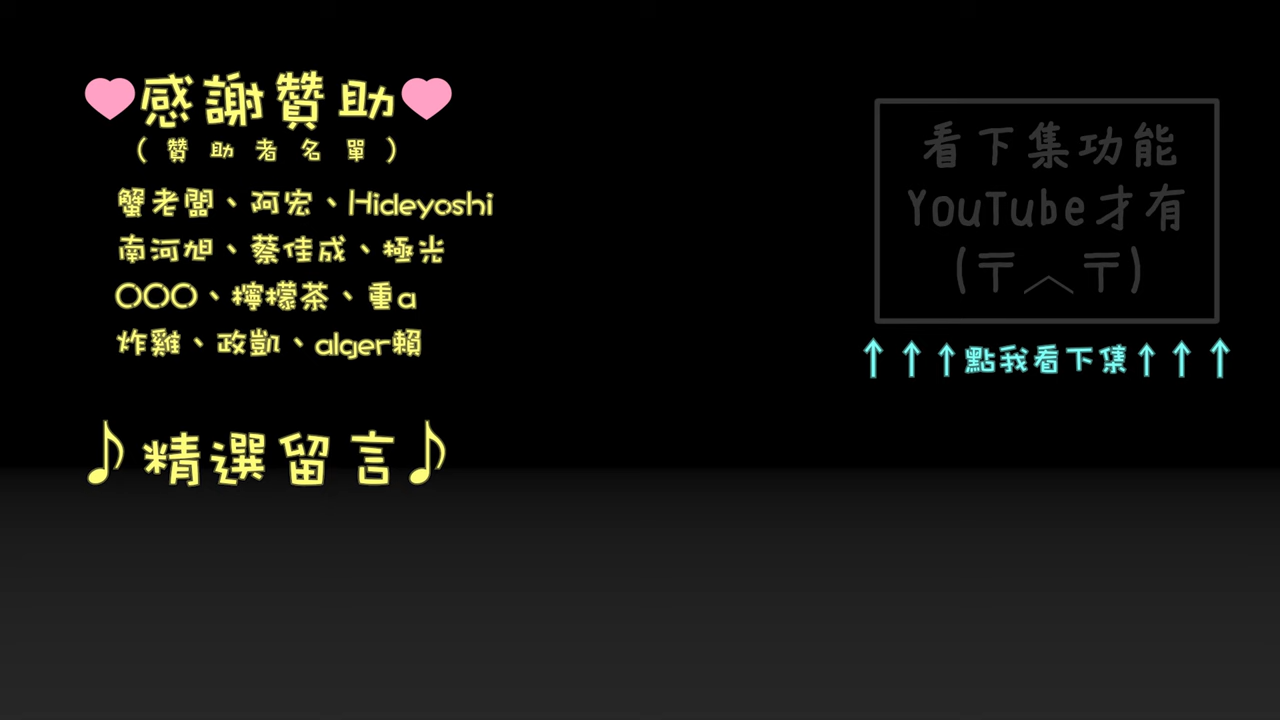 感謝贊助
(贊助者名單)
蟹老闆、阿宏、Hideyoshi
南河旭、蔡佳成、極光
OOO、檸檬茶、重a
炸雞、政凱、alger賴
♪精選留言♪
看下集功能
YouTube才有
(〒︿〒)
↑↑↑點我看下集↑↑↑